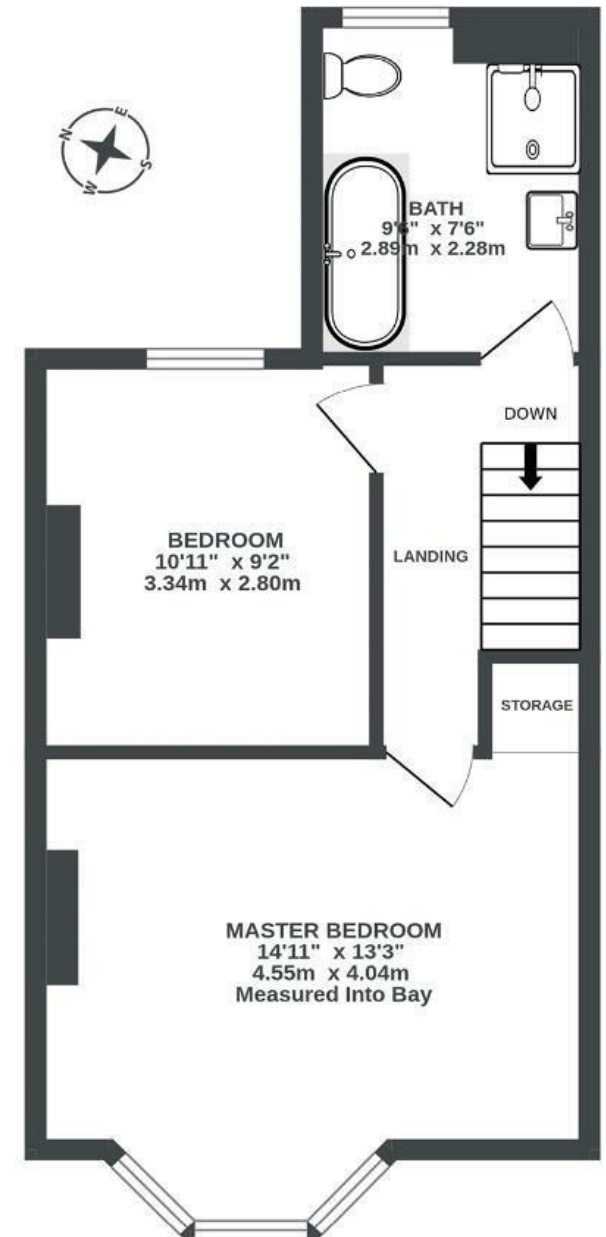 N
E
S
W
BATH
9'6" x 7'6"
2.89m x 2.28m
DOWN
BEDROOM
10'11" x 9'2"
3.34m x 2.80m
LANDING
STORAGE
MASTER BEDROOM
14'11" x 13'3"
4.55m x 4.04m
Measured Into Bay